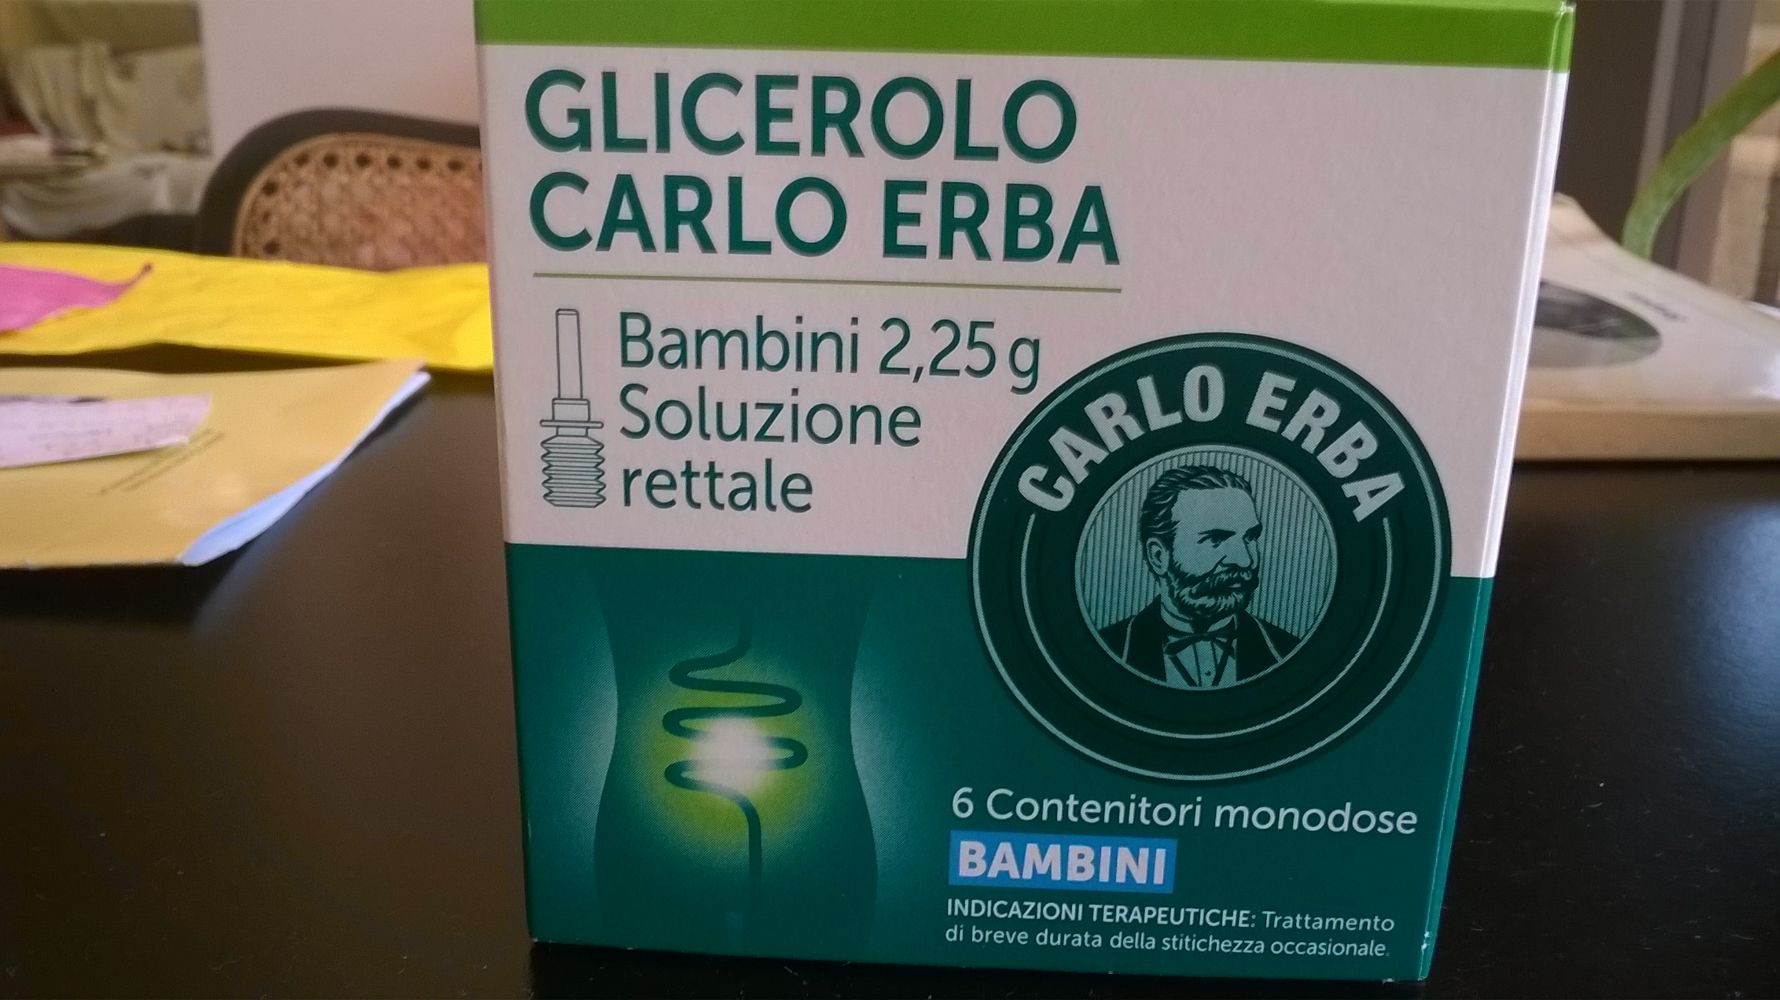 GLICEROLO
CARLO ERBA
Bambini 2,25 g
Soluzione
rettale
CARLO ERBA
6 Contenitori monodose
BAMBINI
INDICAZIONI TERAPEUTICHE: Trattamento
di breve durata della stitichezza occasionale.